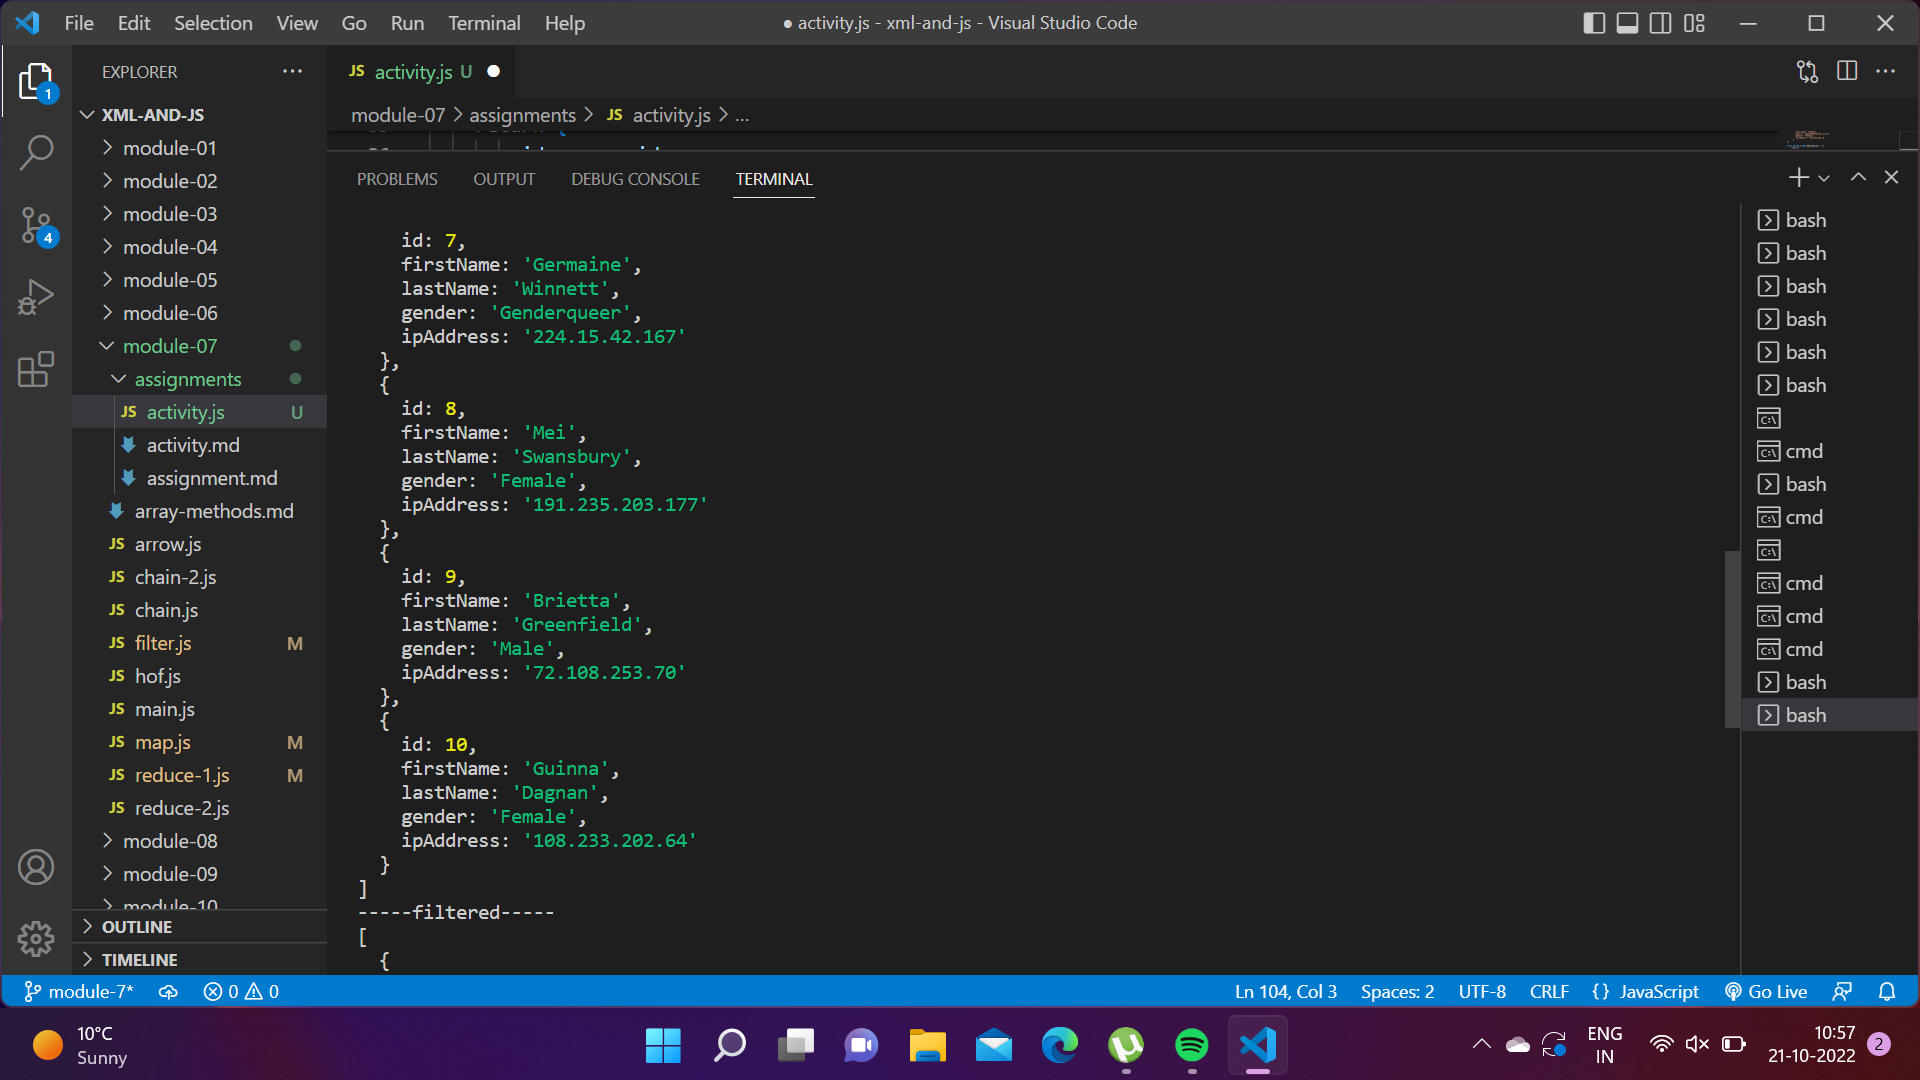 File Edit Selection View Go Run Terminal Help
● activity.js - xml-and-js - Visual Studio Code
EXPLORER
JS activity.js U
1
XML-AND-JS
module-07 > assignments > JS activity.js > ...
module-01
module-02
module-03
module-04
module-05
module-06
module-07
assignments
JS activity.js U
activity.md
assignment.md
array-methods.md
JS arrow.js
JS chain-2.js
JS chain.js
JS filter.js M
JS hof.js
JS main.js
JS map.js M
JS reduce-1.js M
JS reduce-2.js
module-08
module-09
module-10
OUTLINE
TIMELINE
4
PROBLEMS OUTPUT DEBUG CONSOLE TERMINAL
id: 7,
firstName: 'Germaine',
lastName: 'Winnett',
gender: 'Genderqueer',
ipAddress: '224.15.42.167'
},
{
id: 8,
firstName: 'Mei',
lastName: 'Swansbury',
gender: 'Female',
ipAddress: '191.235.203.177'
},
{
id: 9,
firstName: 'Brietta',
lastName: 'Greenfield',
gender: 'Male',
ipAddress: '72.108.253.70'
},
{
id: 10,
firstName: 'Guinna',
lastName: 'Dagnan',
gender: 'Female',
ipAddress: '108.233.202.64'
}
]
-----filtered-----
[
{
bash
bash
bash
bash
bash
bash
cmd
bash
cmd
cmd
cmd
cmd
bash
bash
module-7* 0 0
Ln 104, Col 3 Spaces: 2 UTF-8 CRLF {} JavaScript Go Live
10°C
Sunny
ENG
IN
10:57
21-10-2022
2